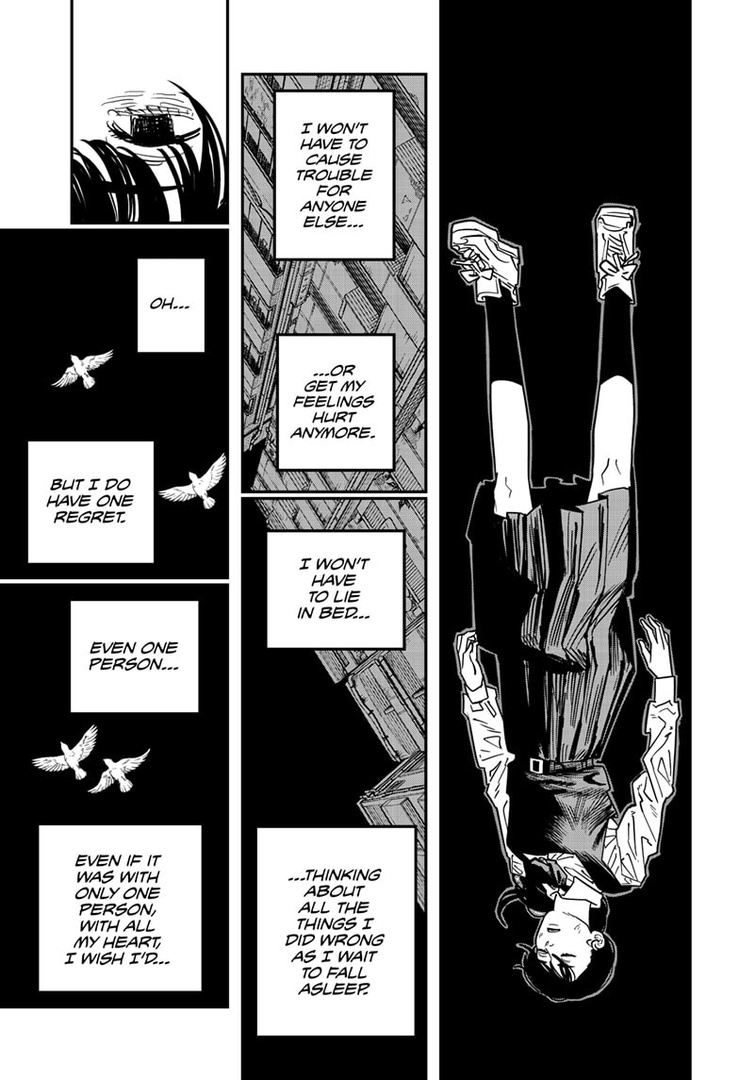 I WON'T
HAVE TO
CAUSE
TROUBLE
FOR
ANYONE
ELSE...
...OR
GET MY
FEELINGS
HURT
ANYMORE.
I WON'T
HAVE
TO LIE
IN BED...
...THINKING
ABOUT
ALL THE
THINGS I
DID WRONG
AS I WAIT
TO FALL
ASLEEP.
OH...
BUT I DO
HAVE ONE
REGRET.
EVEN ONE
PERSON...
EVEN IF IT
WAS WITH
ONLY ONE
PERSON,
WITH ALL
MY HEART,
I WISH I'D...